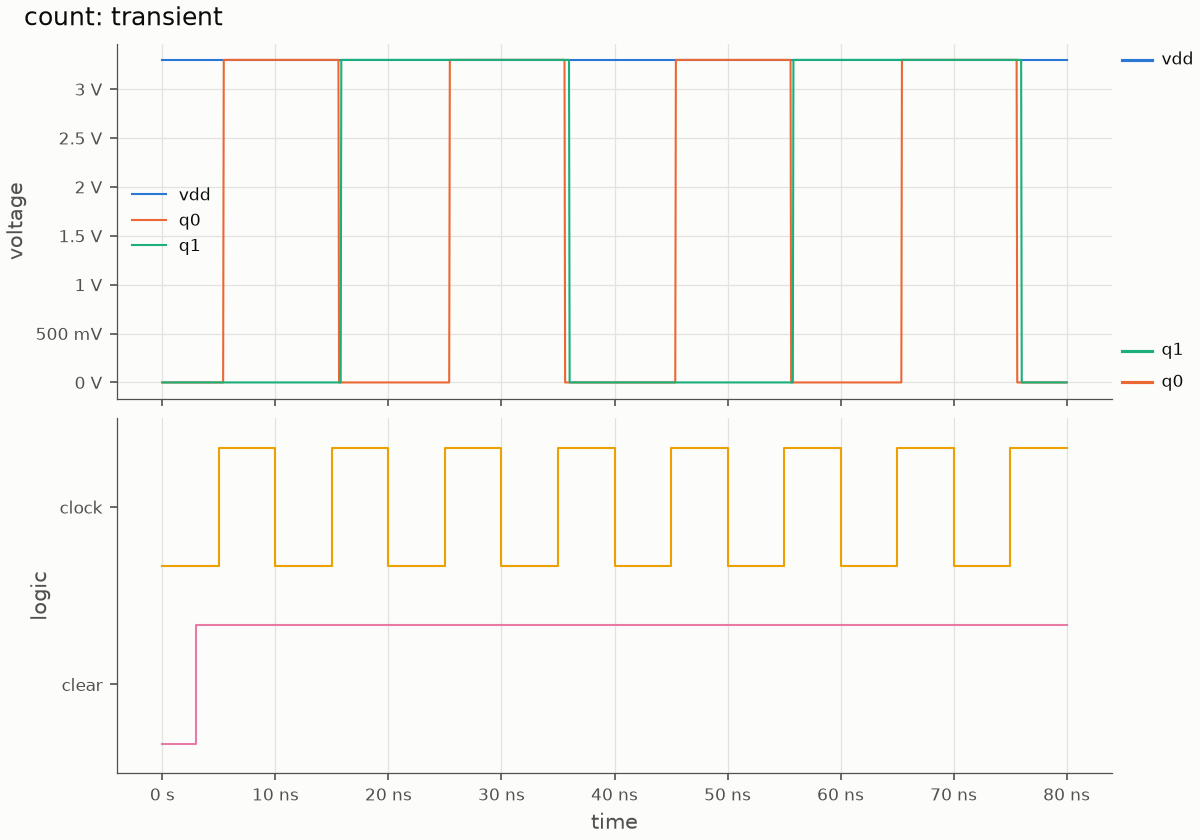 count: transient
voltage
3 V
2.5 V
2 V
1.5 V
1 V
500 mV
0 V
vdd
q0
q1
vdd
q1
q0
logic
clock
clear
0 s
10 ns
20 ns
30 ns
40 ns
50 ns
60 ns
70 ns
80 ns
time